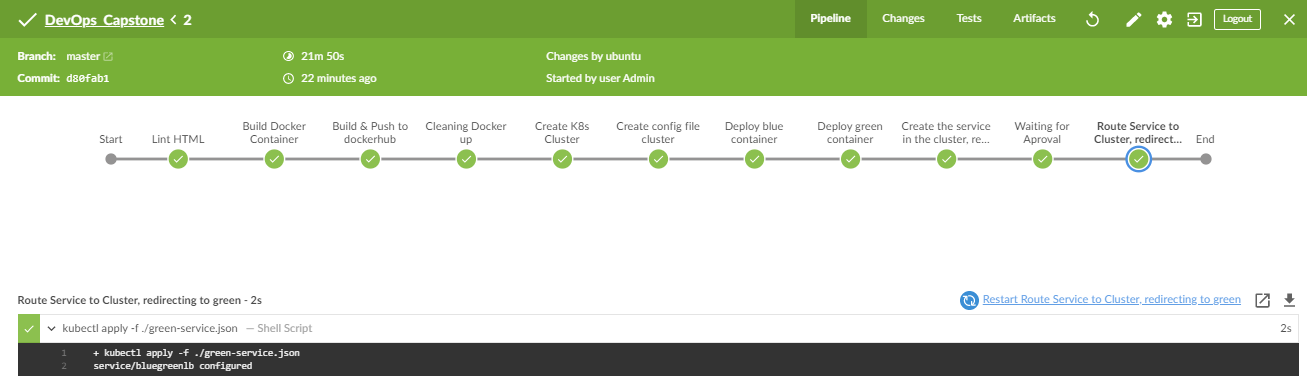 DevOps_Capstone < 2
Pipeline Changes Tests Artifacts Logout
Branch: master 21m 50s Changes by ubuntu
Commit: d80fab1 22 minutes ago Started by user Admin
Start
Lint HTML
Build Docker
Container
Build & Push to
dockerhub
Cleaning Docker
up
Create K8s
Cluster
Create config file
cluster
Deploy blue
container
Deploy green
container
Create the service
in the cluster, re...
Waiting for
Aproval
Route Service to
Cluster, redirect...
End
Route Service to Cluster, redirecting to green - 2s
Restart Route Service to Cluster, redirecting to green
kubectl apply -f ./green-service.json — Shell Script 2s
1 + kubectl apply -f ./green-service.json
2 service/bluegreenlb configured